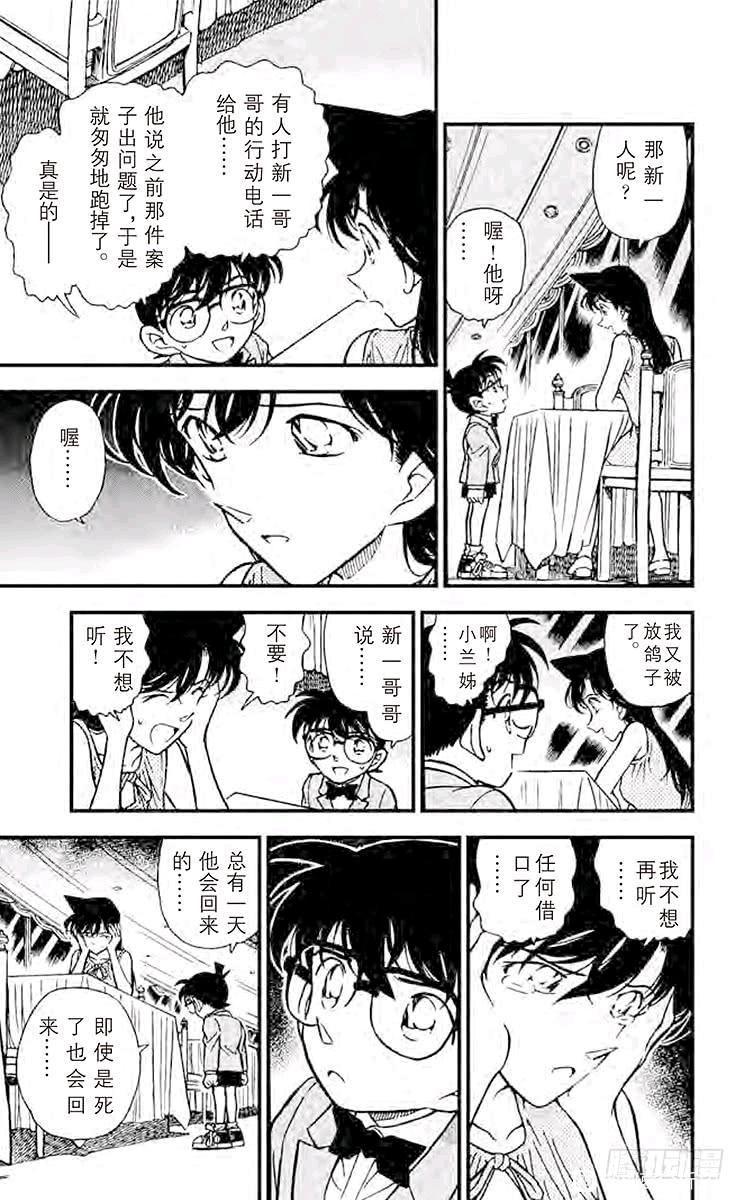 那新一
人呢？
喔！他呀
……
有人打新一哥
哥的行动电话
给他……
他说之前那件案
子出问题了，于是
就匆匆地跑掉了。
真是的——
喔……
我又被
放鸽子
了。
啊！
小兰姊
……
新一哥哥
说……
不要！
我不想
听！
我不想
再听
……
任何借
口了
……
总有一天
他会回来
的……
即使是死
了也会回
来……